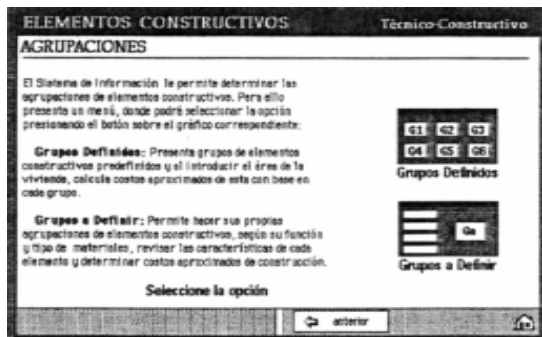 ELEMENTOS CONSTRUCTIVOS
Técnico-Constructivo
AGRUPACIONES
El Sistema de Información le permite determinar las
agrupaciones de elementos constructivos. Para ello
presenta un menú, donde podrá seleccionar la opción
presionando el botón sobre el gráfico correspondiente:
Grupos Definidos: Presenta grupos de elementos
constructivos predefinidos y al introducir el área de la
vivienda, calcula costos aproximados de esta con base en
cada grupo.
Grupos a Definir: Permite hacer sus propias
agrupaciones de elementos constructivos, según su función
y tipo de materiales, revisar las características de cada
elemento y determinar costos aproximados de construcción.
Seleccione la opción
G1 G2 G3
G4 G5 G6
Grupos Definidos
Ga
Grupos a Definir
anterior